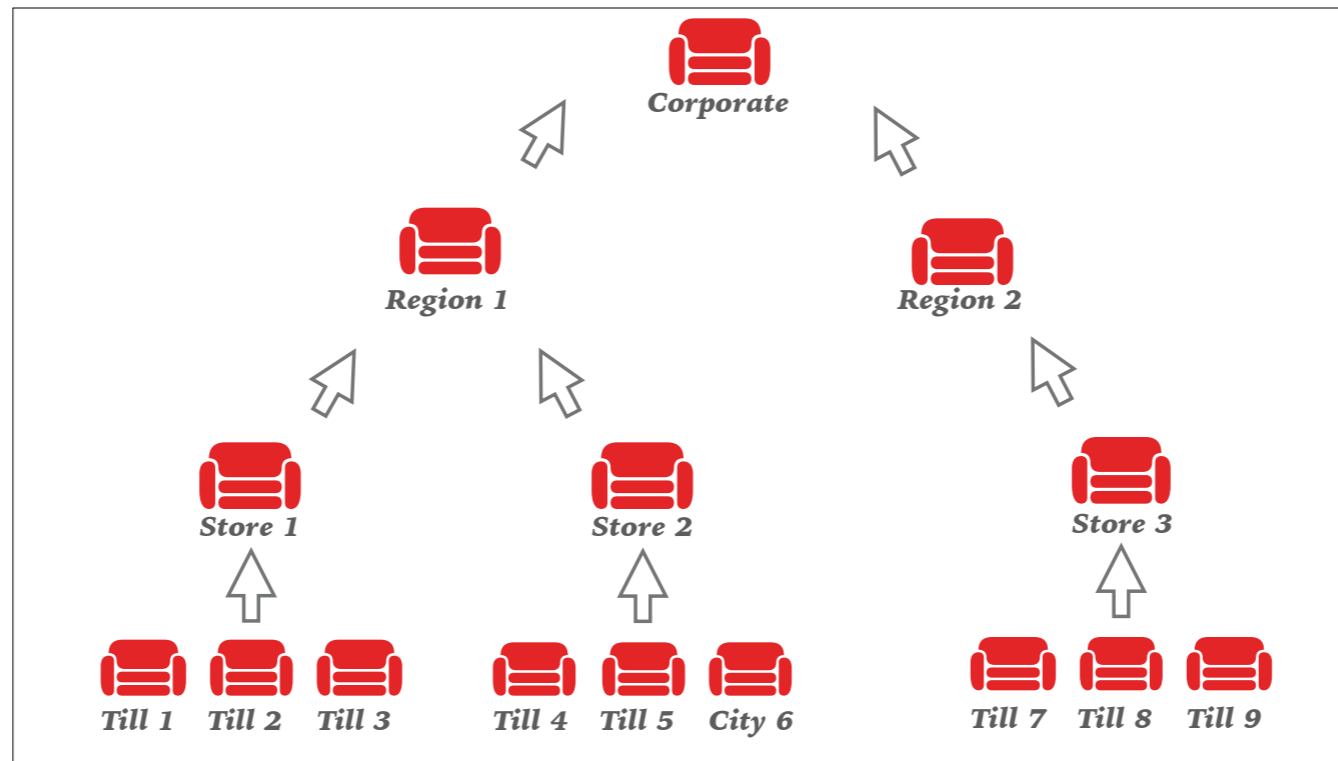 Corporate
Region 1
Region 2
Store 1
Store 2
Store 3
Till 1
Till 2
Till 3
Till 4
Till 5
City 6
Till 7
Till 8
Till 9